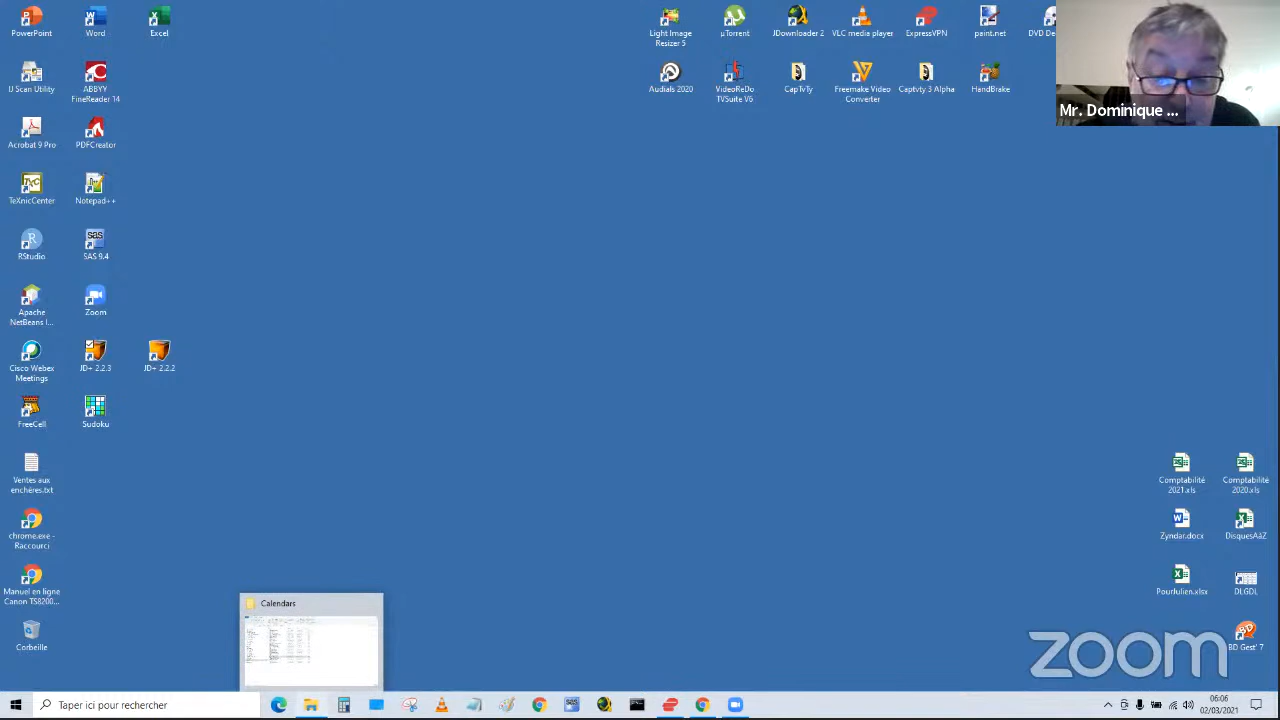 PowerPoint
Word
Excel
Light Image
Resizer 5
µTorrent
JDownloader 2
VLC media player
ExpressVPN
paint.net
DVD De
Mr. Dominique ...
IJ Scan Utility
ABBYY
FineReader 14
Audials 2020
VideoReDo
TVSuite V6
CapTvTy
Freemake Video
Converter
Captvty 3 Alpha
HandBrake
Acrobat 9 Pro
PDFCreator
TeXnicCenter
Notepad++
RStudio
sas
SAS 9.4
Apache
NetBeans I...
Zoom
Cisco Webex
Meetings
JD+ 2.2.3
JD+ 2.2.2
FreeCell
Sudoku
Ventes aux
enchères.txt
Comptabilité
2021.xls
Comptabilité
2020.xls
chrome.exe -
Raccourci
Zyndar.docx
DisquesAàZ
Manuel en ligne
Canon TS8200...
PourJulien.xlsx
DLGDL
Calendars
Corbeille
BD Gest' 7
zoom
Taper ici pour rechercher
06:06
02/03/2021